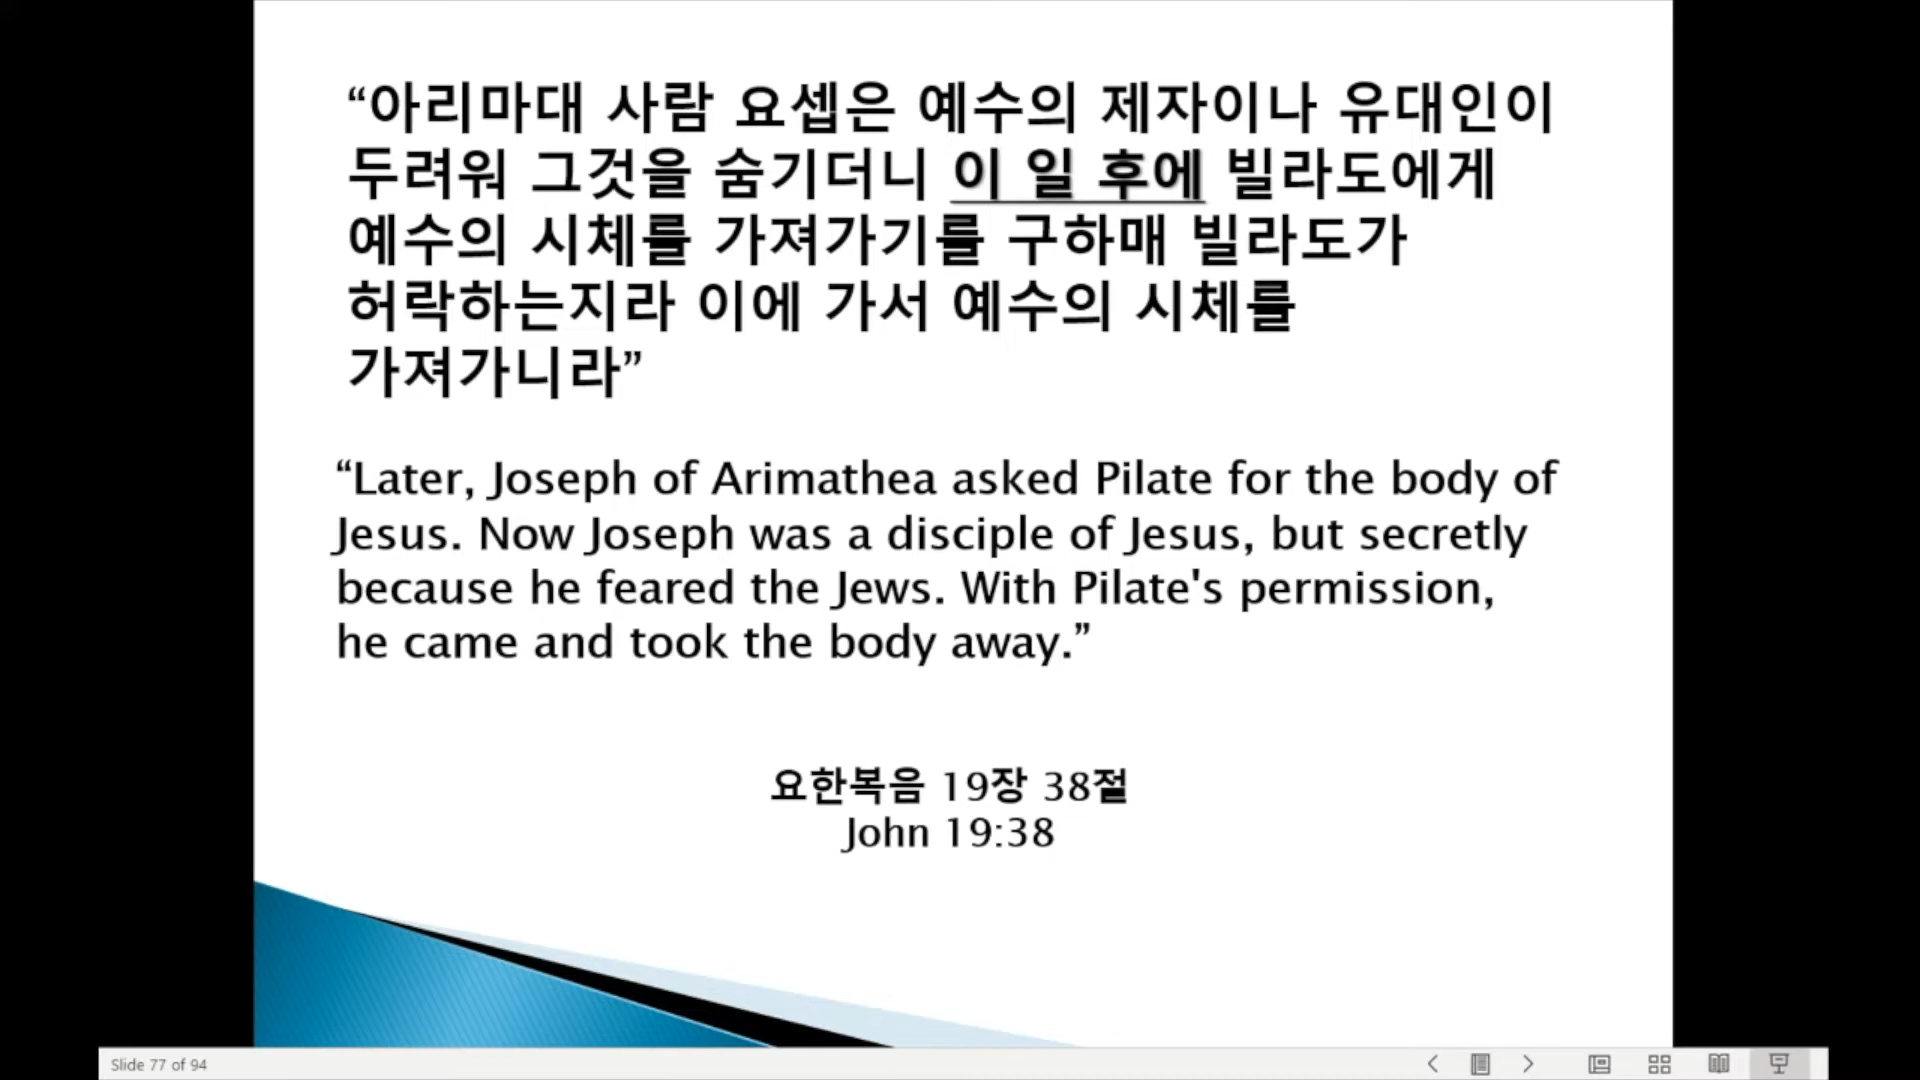 “아리마대 사람 요셉은 예수의 제자이나 유대인이
두려워 그것을 숨기더니 이 일 후에 빌라도에게
예수의 시체를 가져가기를 구하매 빌라도가
허락하는지라 이에 가서 예수의 시체를
가져가니라”
“Later, Joseph of Arimathea asked Pilate for the body of
Jesus. Now Joseph was a disciple of Jesus, but secretly
because he feared the Jews. With Pilate's permission,
he came and took the body away.”
요한복음 19장 38절
John 19:38
Slide 77 of 94